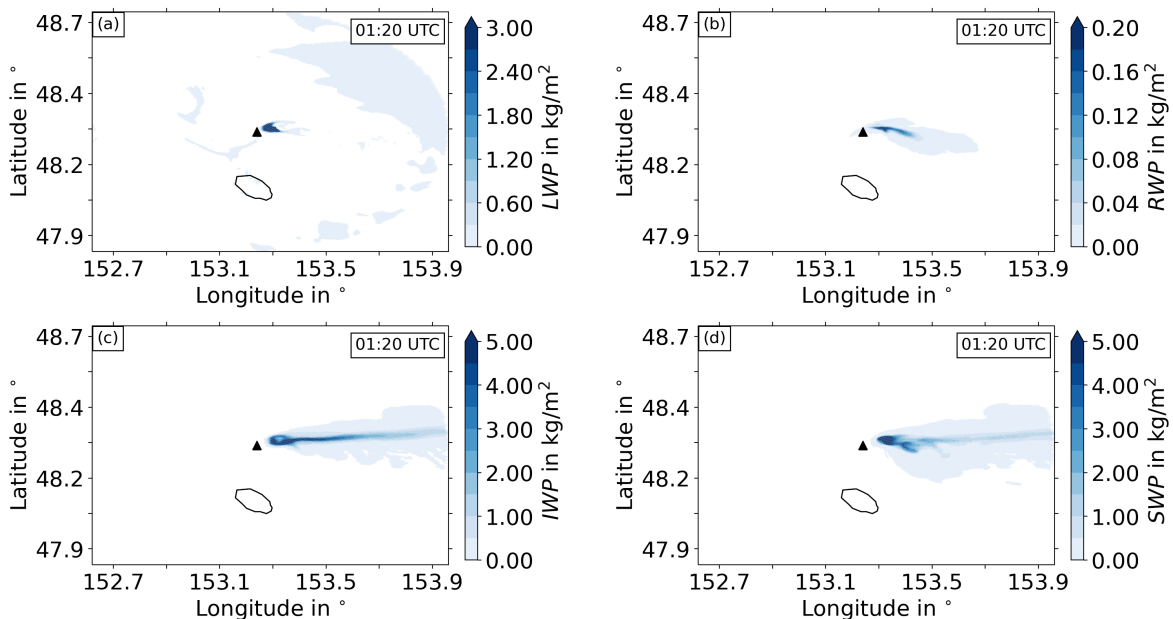 (a)
01:20 UTC
48.7
48.4
48.2
47.9
Latitude in °
152.7 153.1 153.5 153.9
Longitude in °
3.00
2.40
1.80
1.20
0.60
0.00
LWP in kg/m²
(b)
01:20 UTC
48.7
48.4
48.2
47.9
Latitude in °
152.7 153.1 153.5 153.9
Longitude in °
0.20
0.16
0.12
0.08
0.04
0.00
RWP in kg/m²
(c)
01:20 UTC
48.7
48.4
48.2
47.9
Latitude in °
152.7 153.1 153.5 153.9
Longitude in °
5.00
4.00
3.00
2.00
1.00
0.00
IWP in kg/m²
(d)
01:20 UTC
48.7
48.4
48.2
47.9
Latitude in °
152.7 153.1 153.5 153.9
Longitude in °
5.00
4.00
3.00
2.00
1.00
0.00
SWP in kg/m²